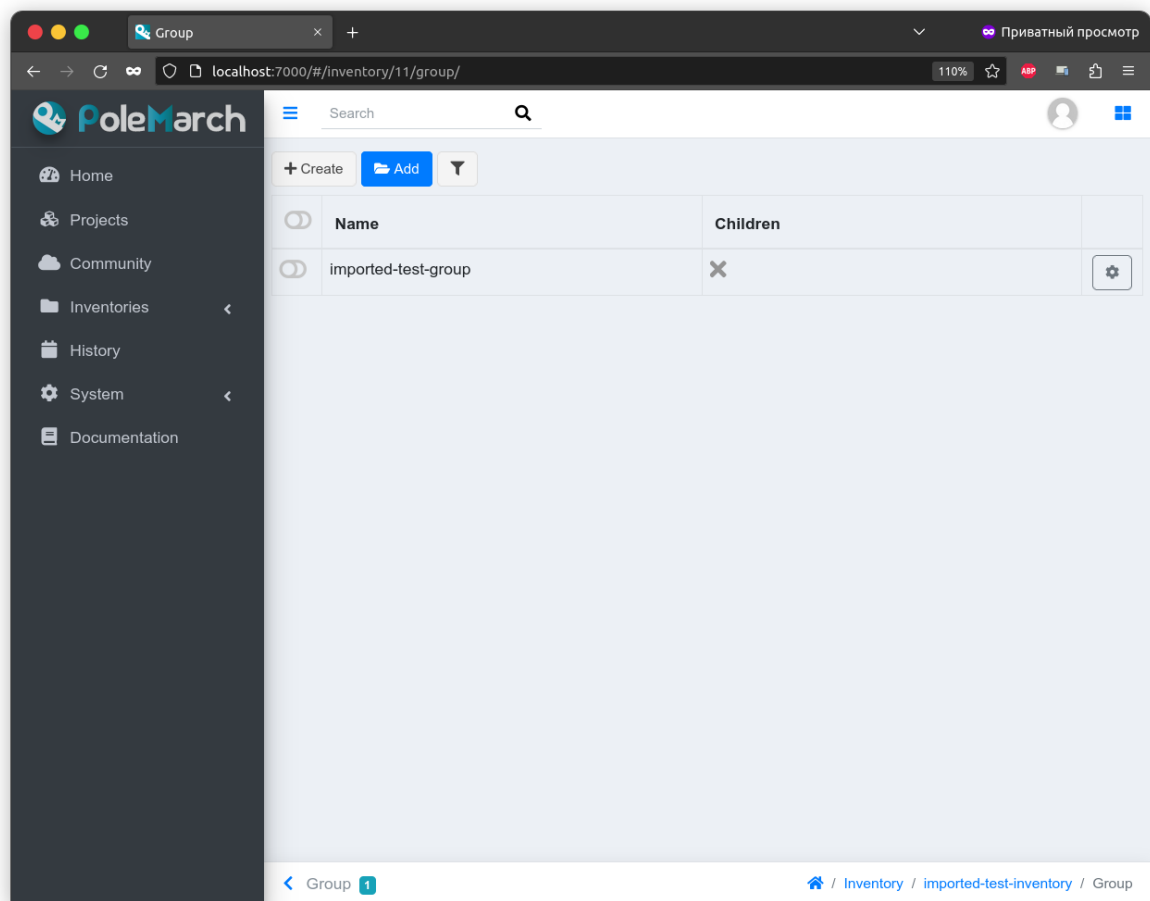 Group
Приватный просмотр
localhost:7000/#/inventory/11/group/
110%
ABP
PoleMarch
Search
Home
Projects
Community
Inventories
History
System
Documentation
Create
Add
Name
Children
imported-test-group
Group 1
/ Inventory / imported-test-inventory / Group